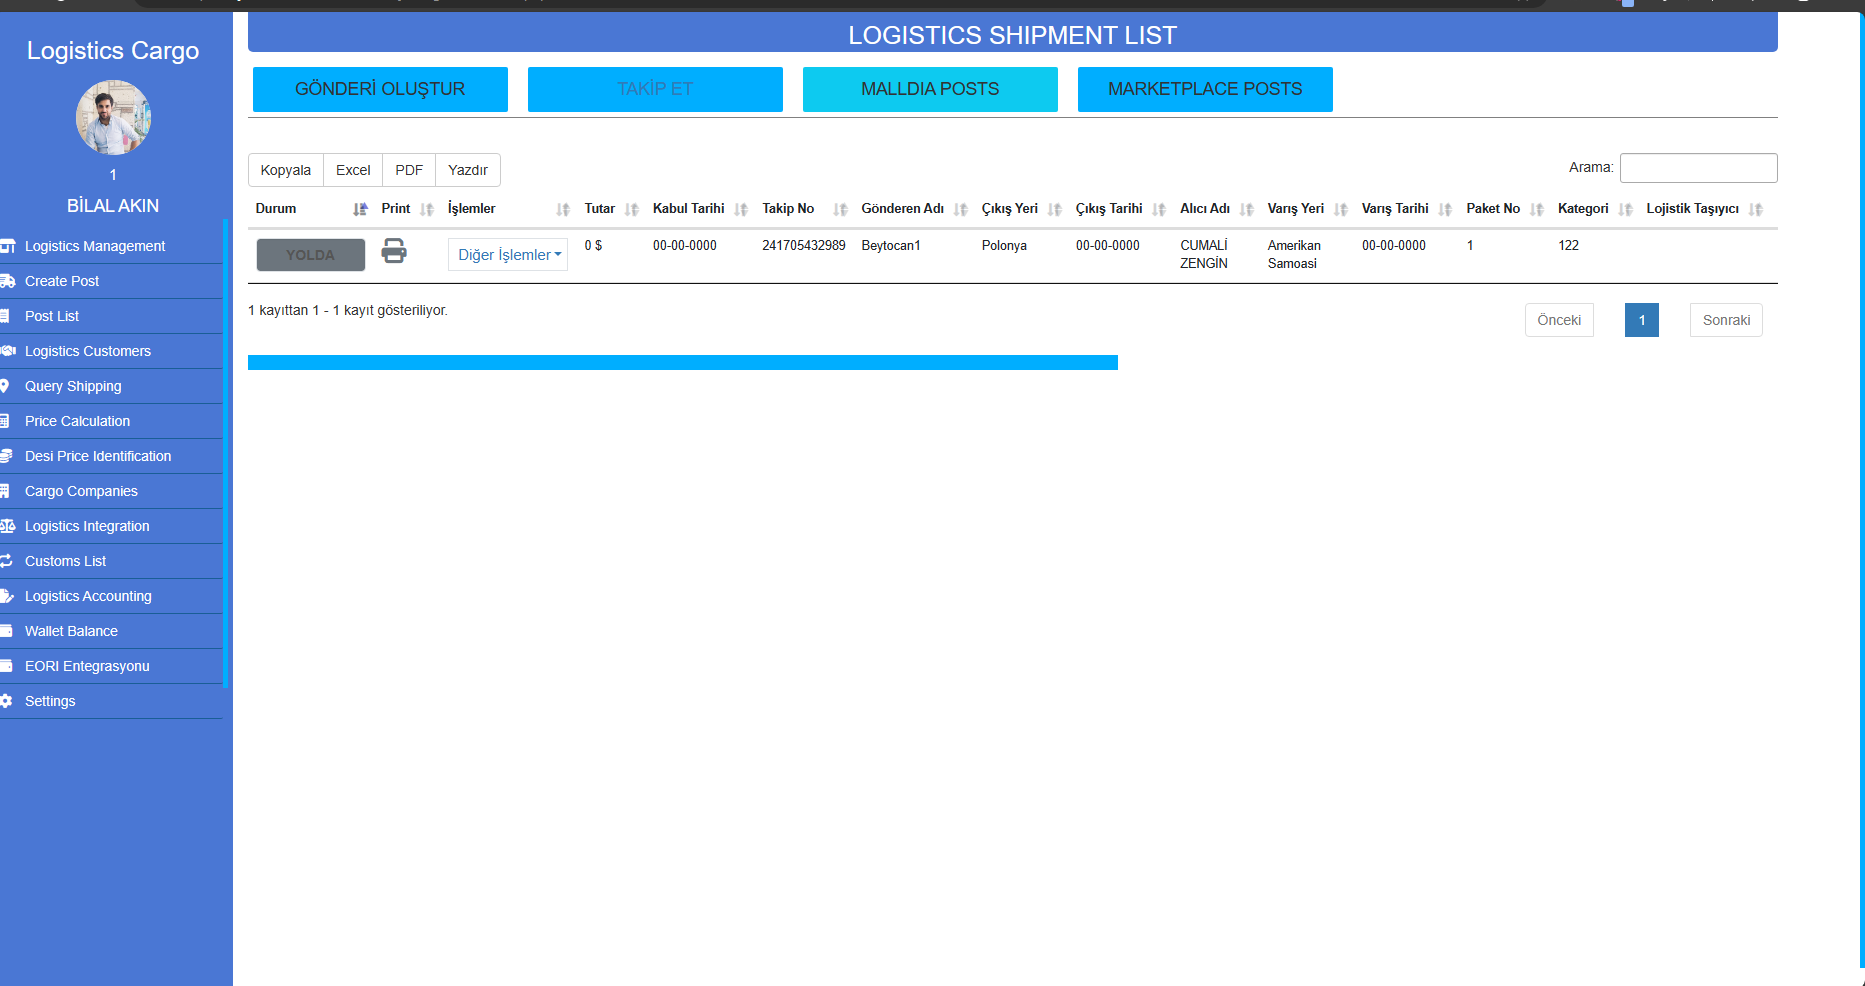 Logistics Cargo
1
BİLAL AKIN
Logistics Management
Create Post
Post List
Logistics Customers
Query Shipping
Price Calculation
Desi Price Identification
Cargo Companies
Logistics Integration
Customs List
Logistics Accounting
Wallet Balance
EORI Entegrasyonu
Settings
LOGISTICS SHIPMENT LIST
GÖNDERİ OLUŞTUR TAKİP ET MALLDIA POSTS MARKETPLACE POSTS
Kopyala Excel PDF Yazdır Arama:
Durum Print İşlemler Tutar Kabul Tarihi Takip No Gönderen Adı Çıkış Yeri Çıkış Tarihi Alıcı Adı Varış Yeri Varış Tarihi Paket No Kategori Lojistik Taşıyıcı
YOLDA Diğer İşlemler 0 $ 00-00-0000 241705432989 Beytocan1 Polonya 00-00-0000 CUMALİ ZENGİN Amerikan Samoasi 00-00-0000 1 122
1 kayıttan 1 - 1 kayıt gösteriliyor.
Önceki 1 Sonraki